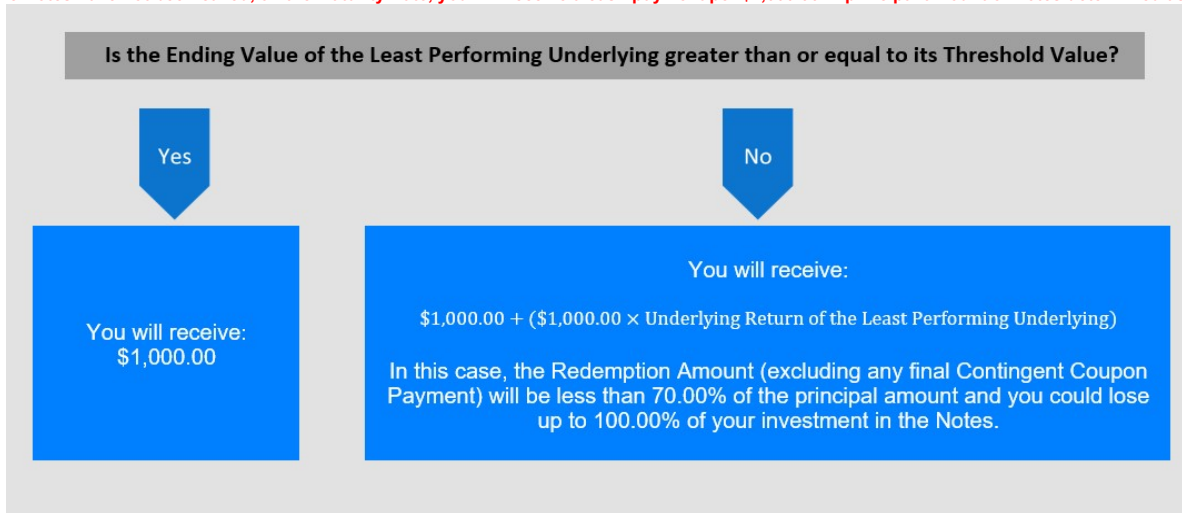 Is the Ending Value of the Least Performing Underlying greater than or equal to its Threshold Value?
Yes
No
You will receive:
$1,000.00
You will receive:
$1,000.00 + ($1,000.00 × Underlying Return of the Least Performing Underlying)
In this case, the Redemption Amount (excluding any final Contingent Coupon
Payment) will be less than 70.00% of the principal amount and you could lose
up to 100.00% of your investment in the Notes.